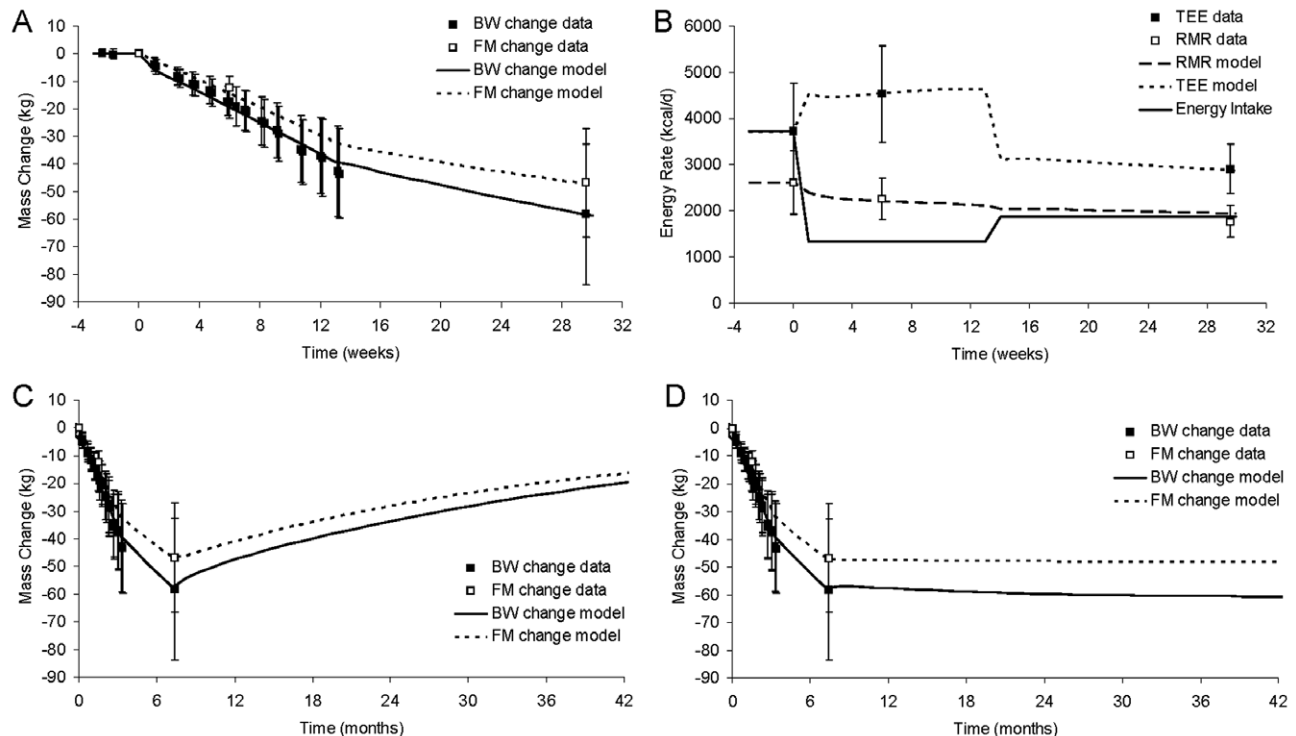 A
Mass Change (kg)
10
0
-10
-20
-30
-40
-50
-60
-70
-80
-90
-4 0 4 8 12 16 20 24 28 32
Time (weeks)
BW change data
FM change data
BW change model
FM change model
B
Energy Rate (kcal/d)
6000
5000
4000
3000
2000
1000
0
-4 0 4 8 12 16 20 24 28 32
Time (weeks)
TEE data
RMR data
RMR model
TEE model
Energy Intake
C
Mass Change (kg)
10
0
-10
-20
-30
-40
-50
-60
-70
-80
-90
0 6 12 18 24 30 36 42
Time (months)
BW change data
FM change data
BW change model
FM change model
D
Mass Change (kg)
10
0
-10
-20
-30
-40
-50
-60
-70
-80
-90
0 6 12 18 24 30 36 42
Time (months)
BW change data
FM change data
BW change model
FM change model